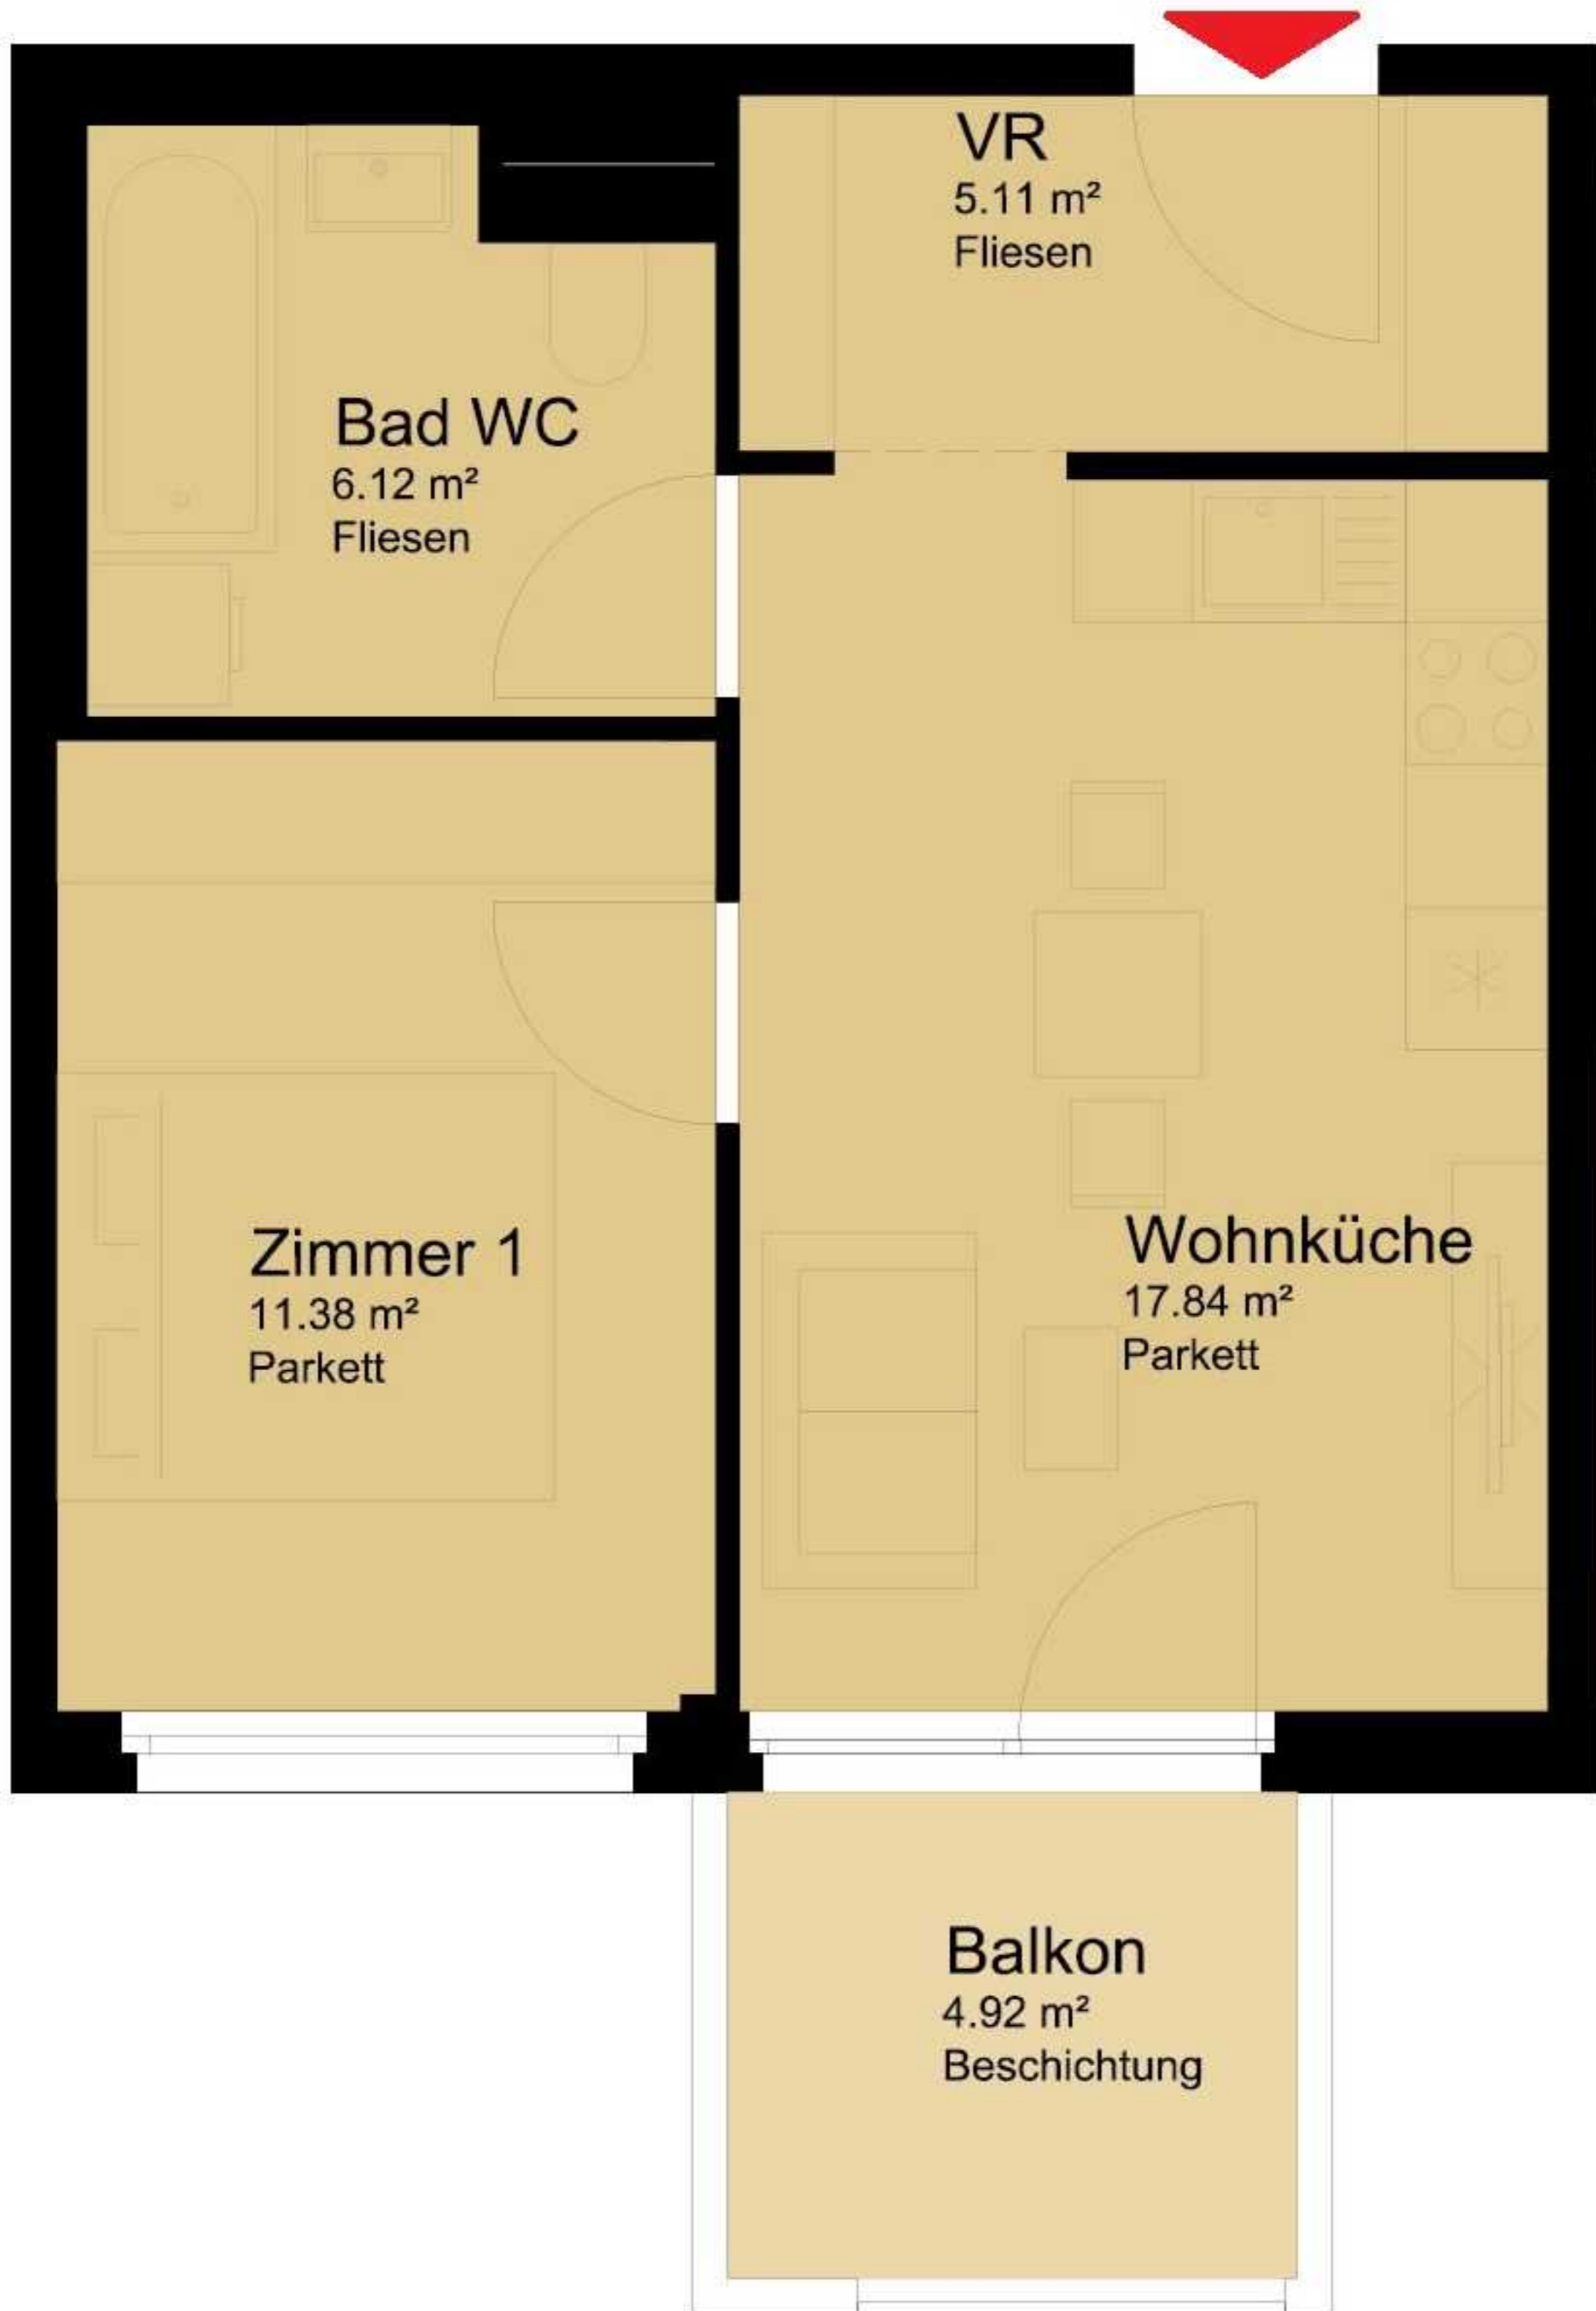 VR
5.11 m²
Fliesen
Bad WC
6.12 m²
Fliesen
Zimmer 1
11.38 m²
Parkett
Wohnküche
17.84 m²
Parkett
Balkon
4.92 m²
Beschichtung